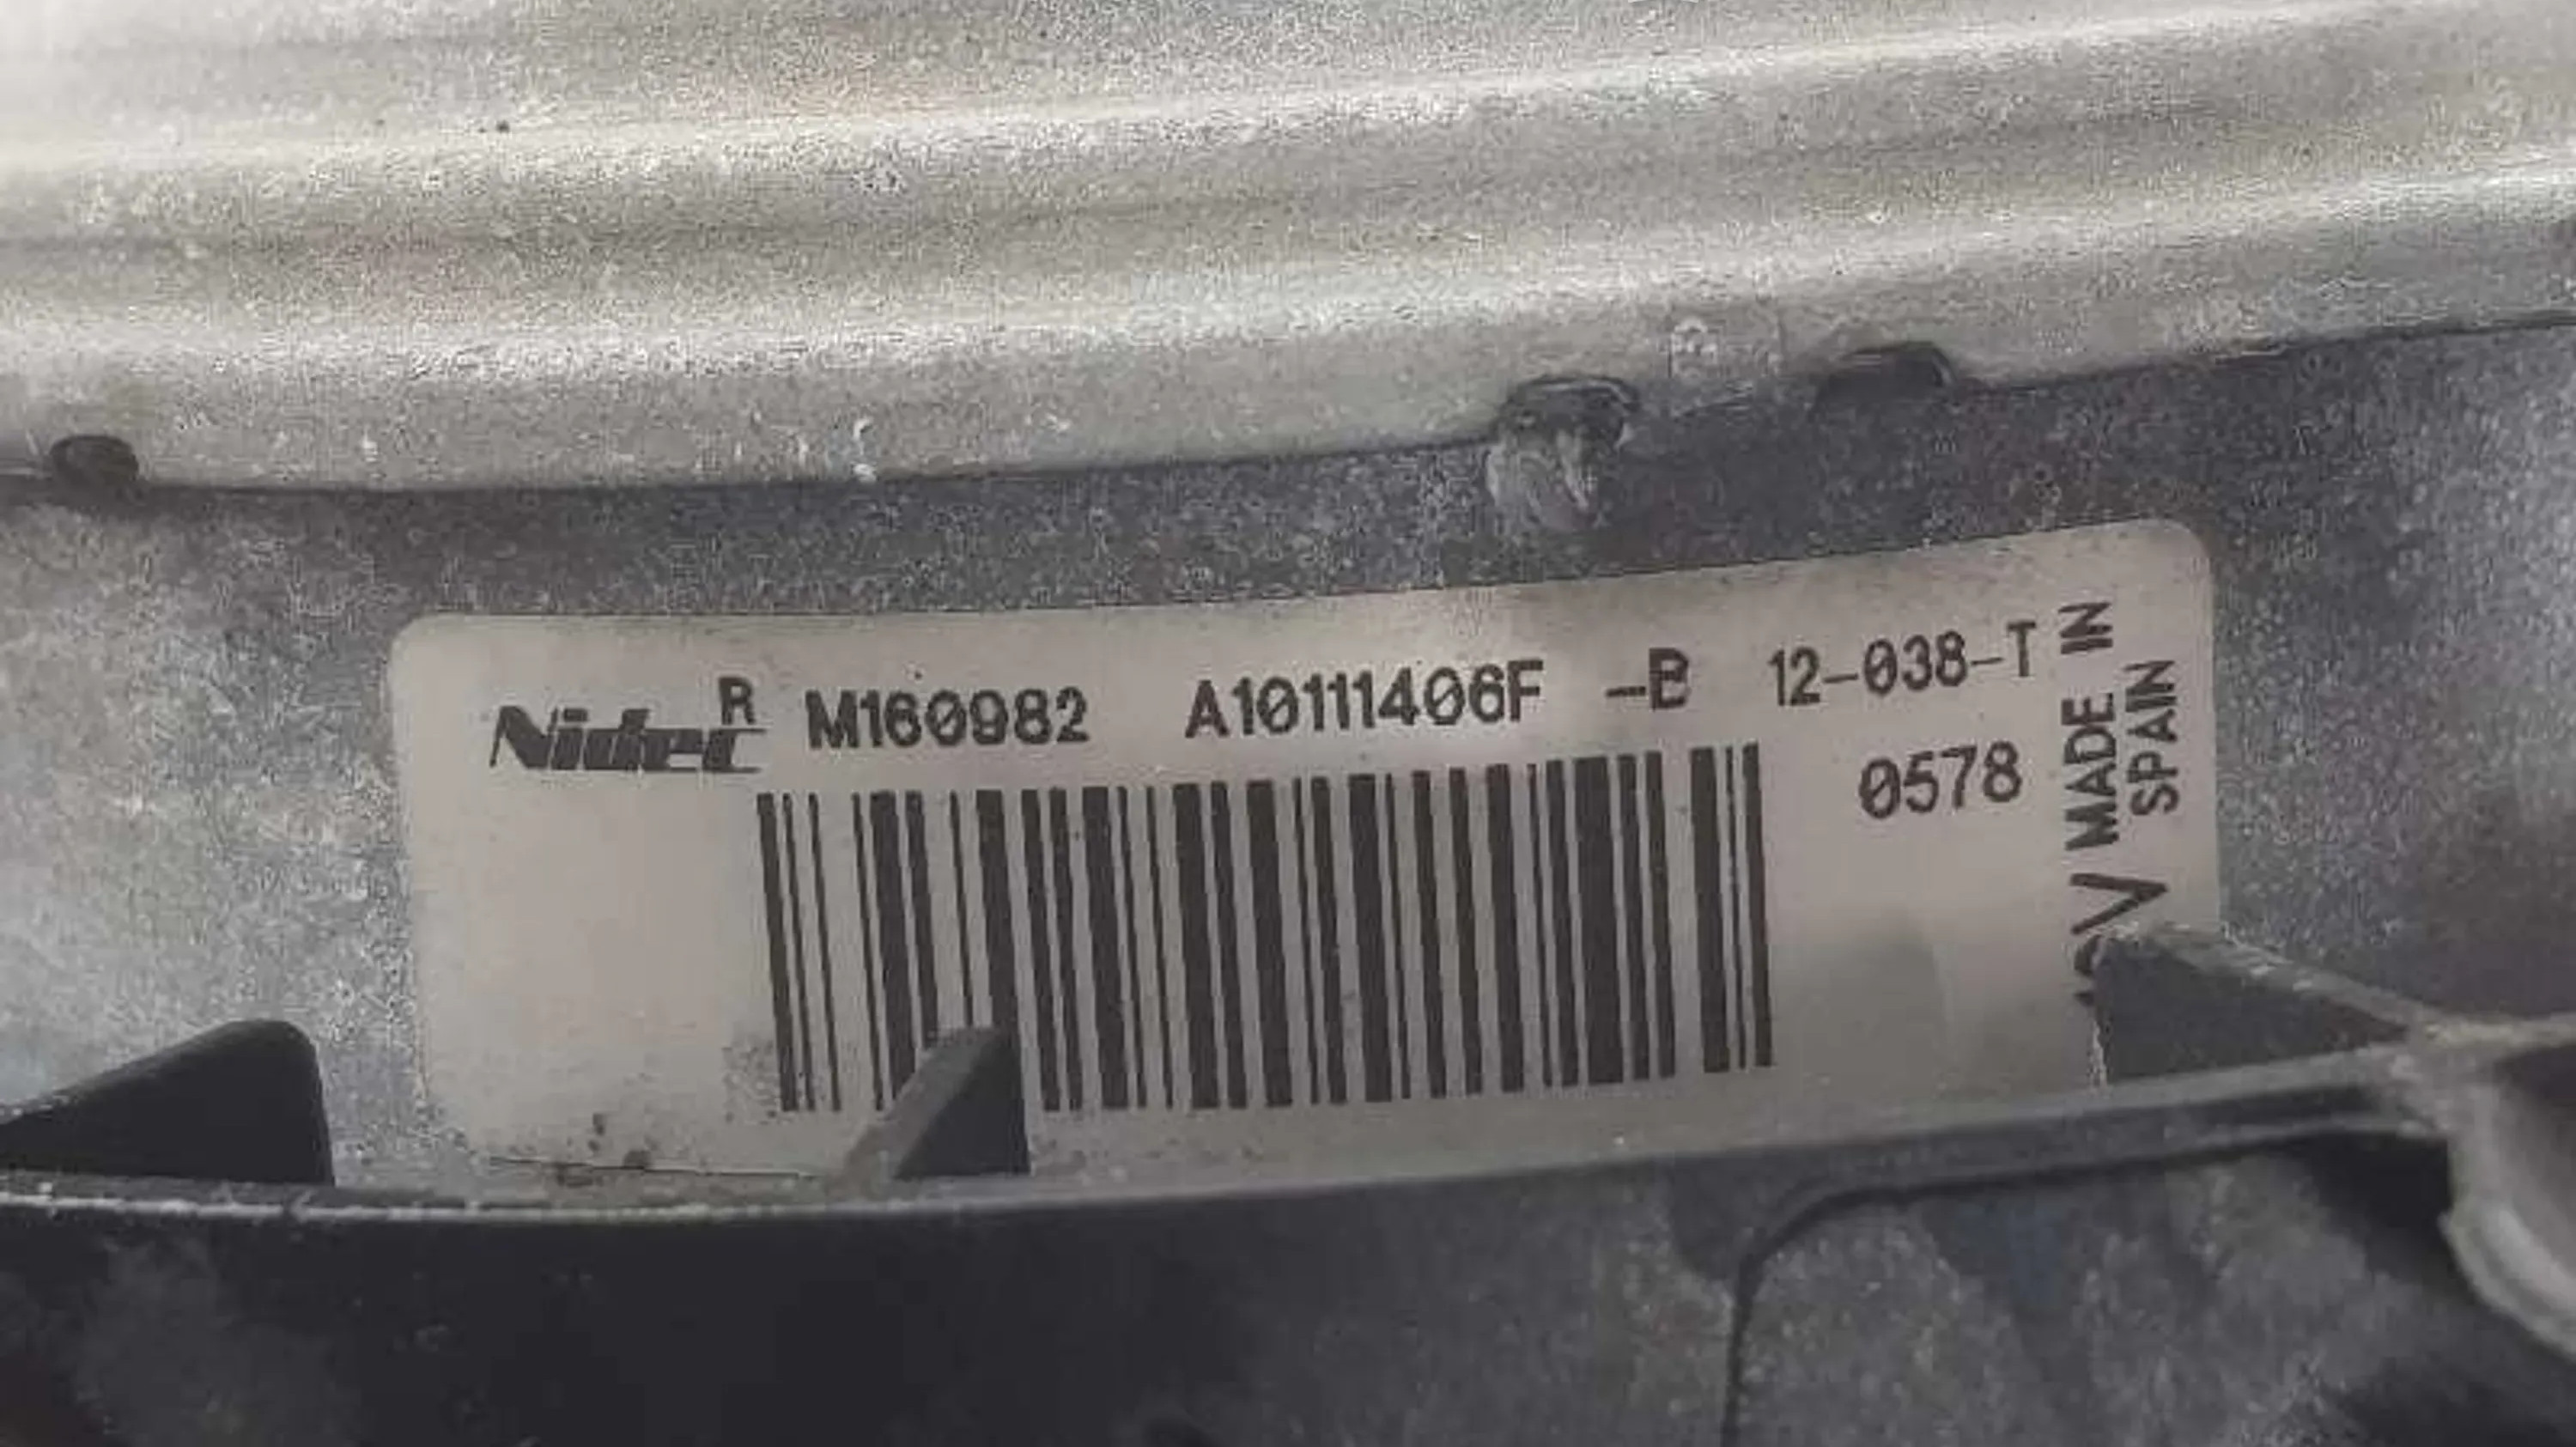 Nidec R M160982 A10111406F -B 12-038-T
0578
MADE IN
SPAIN